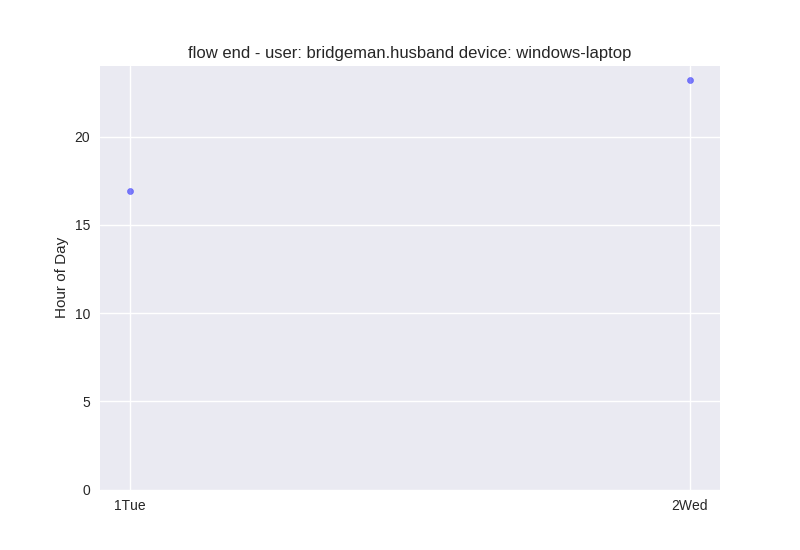 flow end - user: bridgeman.husband device: windows-laptop
Hour of Day
20
15
10
5
0
1Tue
2Wed